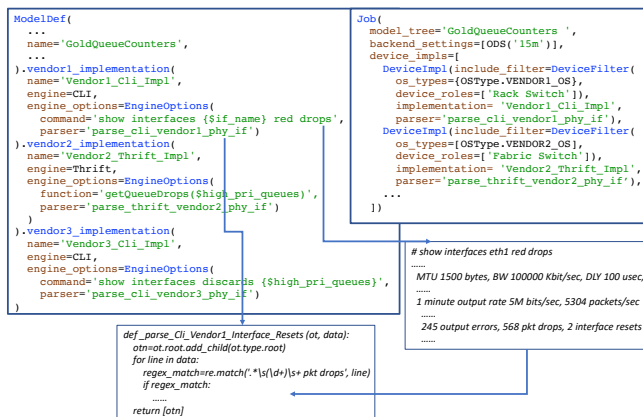 ModelDef(
...
name='GoldQueueCounters',
...
).vendor1_implementation(
name='Vendor1_Cli_Impl',
engine=CLI,
engine_options=EngineOptions(
command='show interfaces {$if_name} red drops',
parser='parse_cli_vendor1_phy_if')
).vendor2_implementation(
name='Vendor2_Thrift_Impl',
engine=Thrift,
engine_options=EngineOptions(
function='getQueueDrops($high_pri_queues)',
parser='parse_thrift_vendor2_phy_if')
)
).vendor3_implementation(
name='Vendor3_Cli_Impl',
engine=CLI,
engine_options=EngineOptions(
command='show interfaces discards {$high_pri_queues}',
parser='parse_cli_vendor3_phy_if')
)
Job(
model_tree='GoldQueueCounters ',
backend_settings=[ODS('15m')],
device_impls=[
DeviceImpl(include_filter=DeviceFilter(
os_types={OSType.VENDOR1_OS},
device_roles=['Rack Switch']),
implementation= 'Vendor1_Cli_Impl',
parser='parse_cli_vendor1_phy_if')
DeviceImpl(include_filter=DeviceFilter(
os_types=[OSType.VENDOR2_OS],
device_roles=['Fabric Switch']),
implementation= 'Vendor2_Thrift_Impl',
parser='parse_thrift_vendor2_phy_if'),
...
])
# show interfaces eth1 red drops
......
MTU 1500 bytes, BW 100000 Kbit/sec, DLY 100 usec,
......
1 minute output rate 5M bits/sec, 5304 packets/sec
......
245 output errors, 568 pkt drops, 2 interface resets
......
def _parse_Cli_Vendor1_Interface_Resets (ot, data):
otn=ot.root.add_child(ot.type.root)
for line in data:
regex_match=re.match('.*\s(\d+)\s+ pkt drops', line)
if regex_match:
......
return [otn]